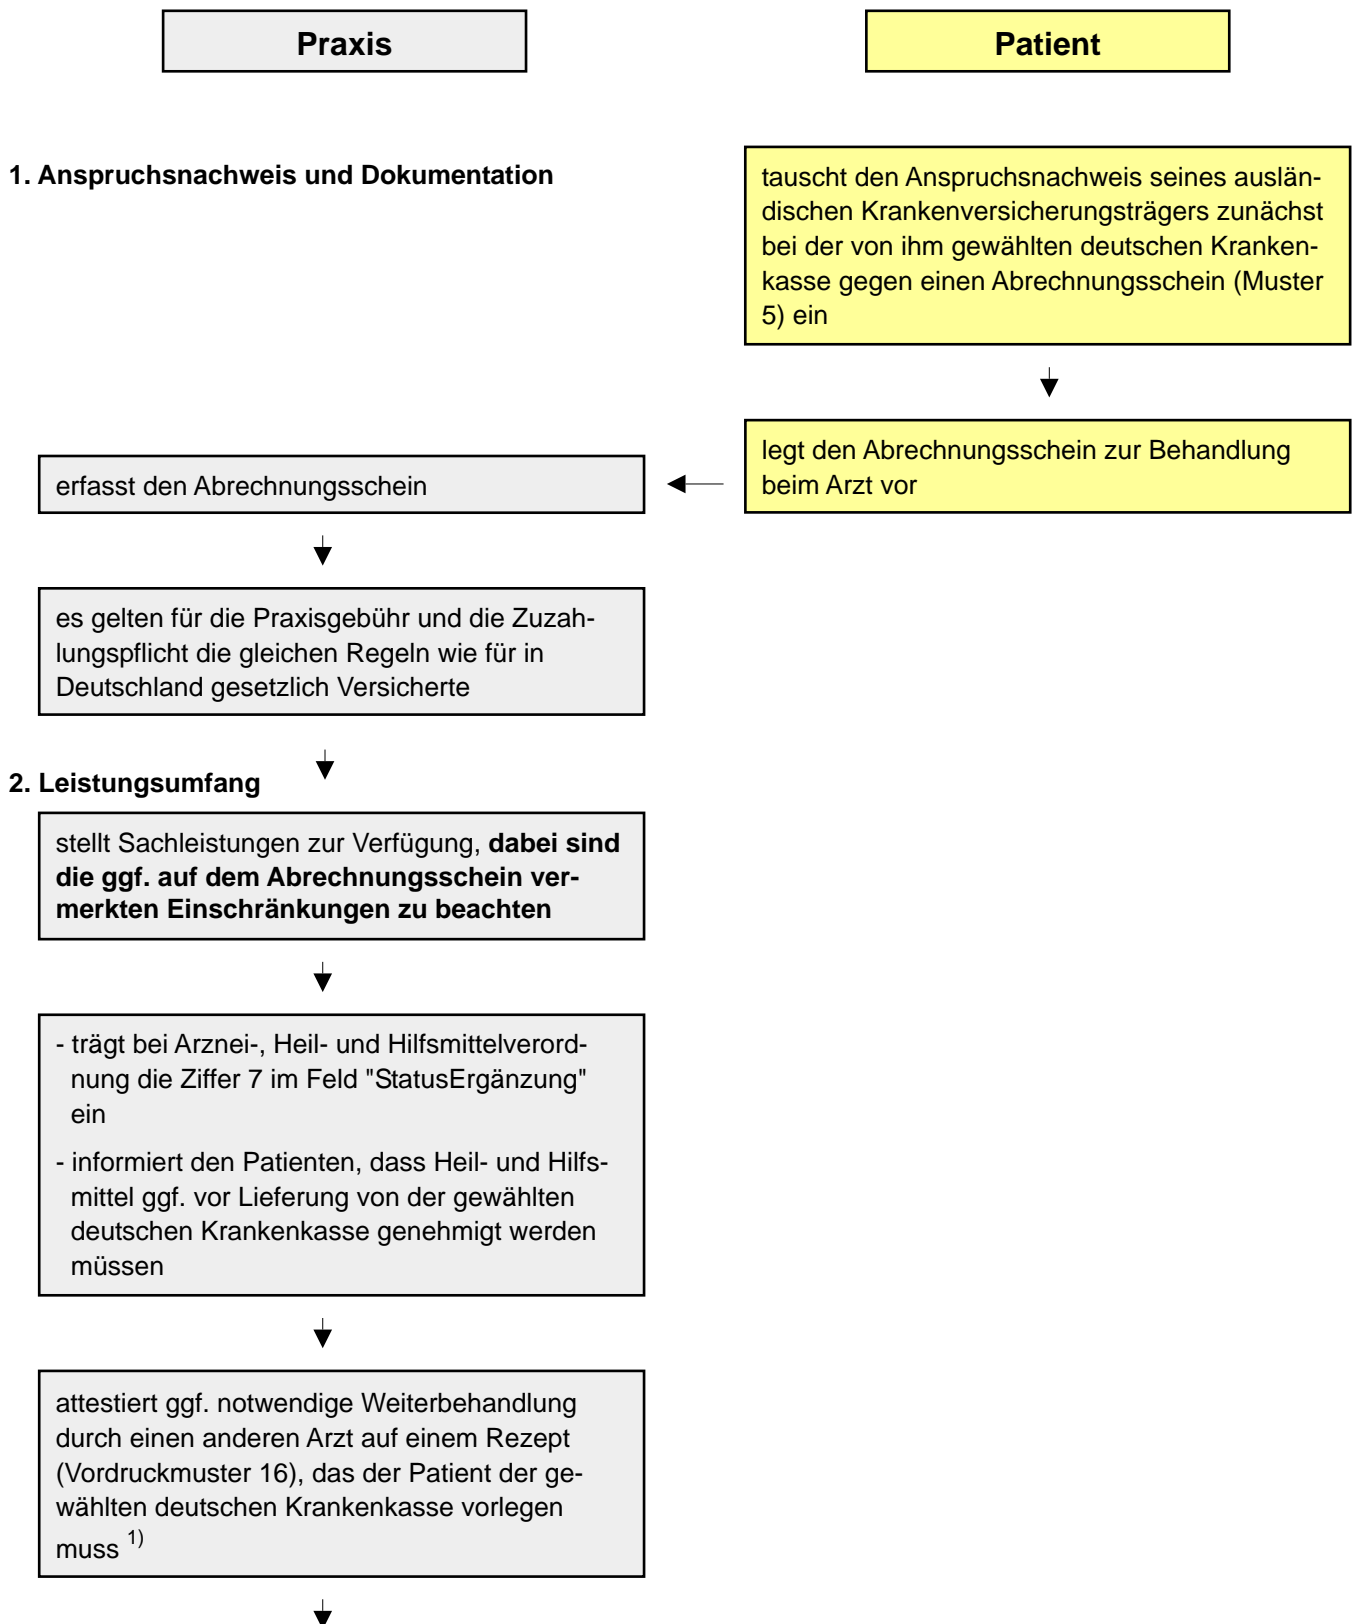 Praxis
Patient
1. Anspruchsnachweis und Dokumentation
tauscht den Anspruchsnachweis seines auslän-
dischen Krankenversicherungsträgers zunächst
bei der von ihm gewählten deutschen Kranken-
kasse gegen einen Abrechnungsschein (Muster
5) ein
legt den Abrechnungsschein zur Behandlung
beim Arzt vor
erfasst den Abrechnungsschein
es gelten für die Praxisgebühr und die Zuzah-
lungspflicht die gleichen Regeln wie für in
Deutschland gesetzlich Versicherte
2. Leistungsumfang
stellt Sachleistungen zur Verfügung, dabei sind
die ggf. auf dem Abrechnungsschein ver-
merkten Einschränkungen zu beachten
- trägt bei Arznei-, Heil- und Hilfsmittelverord-
nung die Ziffer 7 im Feld "StatusErgänzung"
ein
- informiert den Patienten, dass Heil- und Hilfs-
mittel ggf. vor Lieferung von der gewählten
deutschen Krankenkasse genehmigt werden
müssen
attestiert ggf. notwendige Weiterbehandlung
durch einen anderen Arzt auf einem Rezept
(Vordruckmuster 16), das der Patient der ge-
wählten deutschen Krankenkasse vorlegen
muss 1)